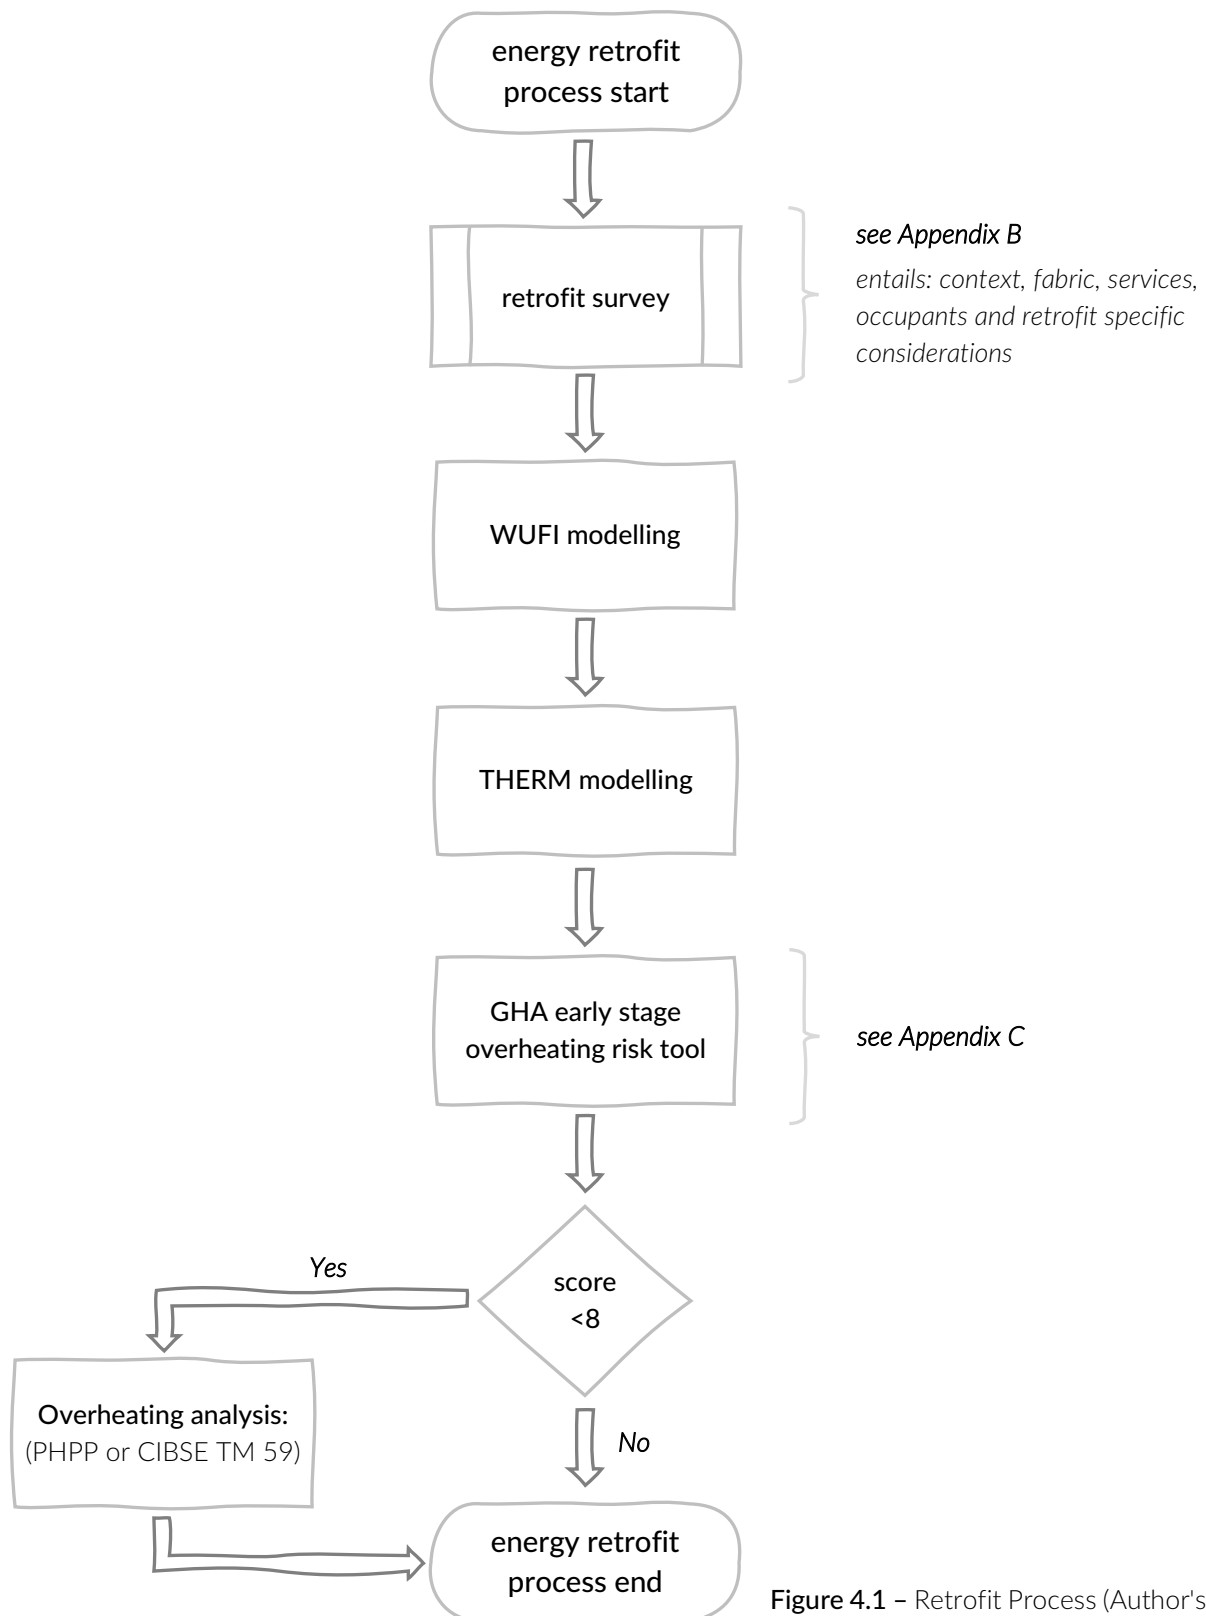 energy retrofit
process start
see Appendix B
entails: context, fabric, services,
occupants and retrofit specific
considerations
retrofit survey
WUFI modelling
THERM modelling
GHA early stage
overheating risk tool
see Appendix C
Yes
score
<8
Overheating analysis:
(PHPP or CIBSE TM 59)
No
energy retrofit
process end
Figure 4.1 – Retrofit Process (Author's